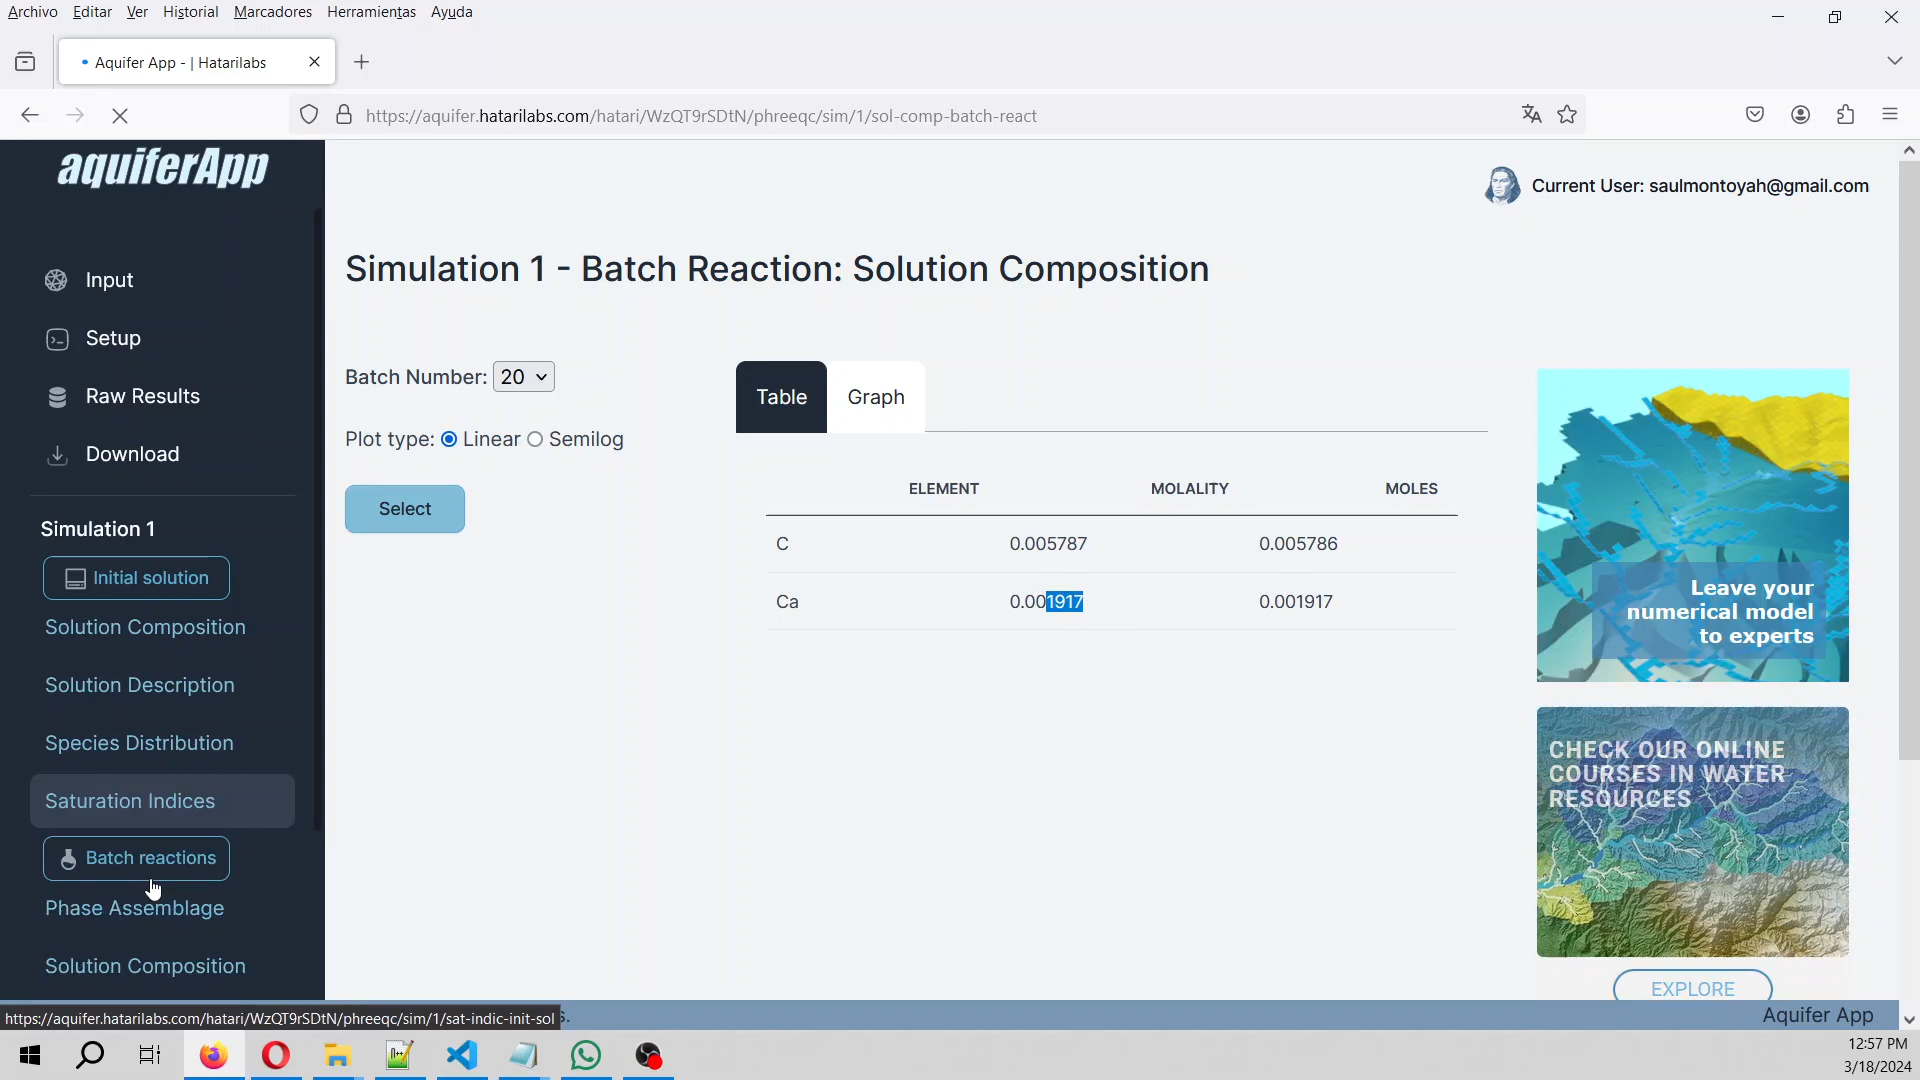 Archivo Editar Ver Historial Marcadores Herramientas Ayuda
Aquifer App - | Hatarilabs
https://aquifer.hatarilabs.com/hatari/WzQT9rSDtN/phreeqc/sim/1/sol-comp-batch-react
aquiferApp
Current User: saulmontoyah@gmail.com
Input
Setup
Raw Results
Download
Simulation 1
Initial solution
Solution Composition
Solution Description
Species Distribution
Saturation Indices
Batch reactions
Phase Assemblage
Solution Composition
Simulation 1 - Batch Reaction: Solution Composition
Batch Number: 20
Plot type: Linear Semilog
Select
Table Graph
ELEMENT MOLALITY MOLES
C 0.005787 0.005786
Ca 0.001917 0.001917
Leave your
numerical model
to experts
CHECK OUR ONLINE
COURSES IN WATER
RESOURCES
EXPLORE
https://aquifer.hatarilabs.com/hatari/WzQT9rSDtN/phreeqc/sim/1/sat-indic-init-sol
s.
Aquifer App
12:57 PM
3/18/2024